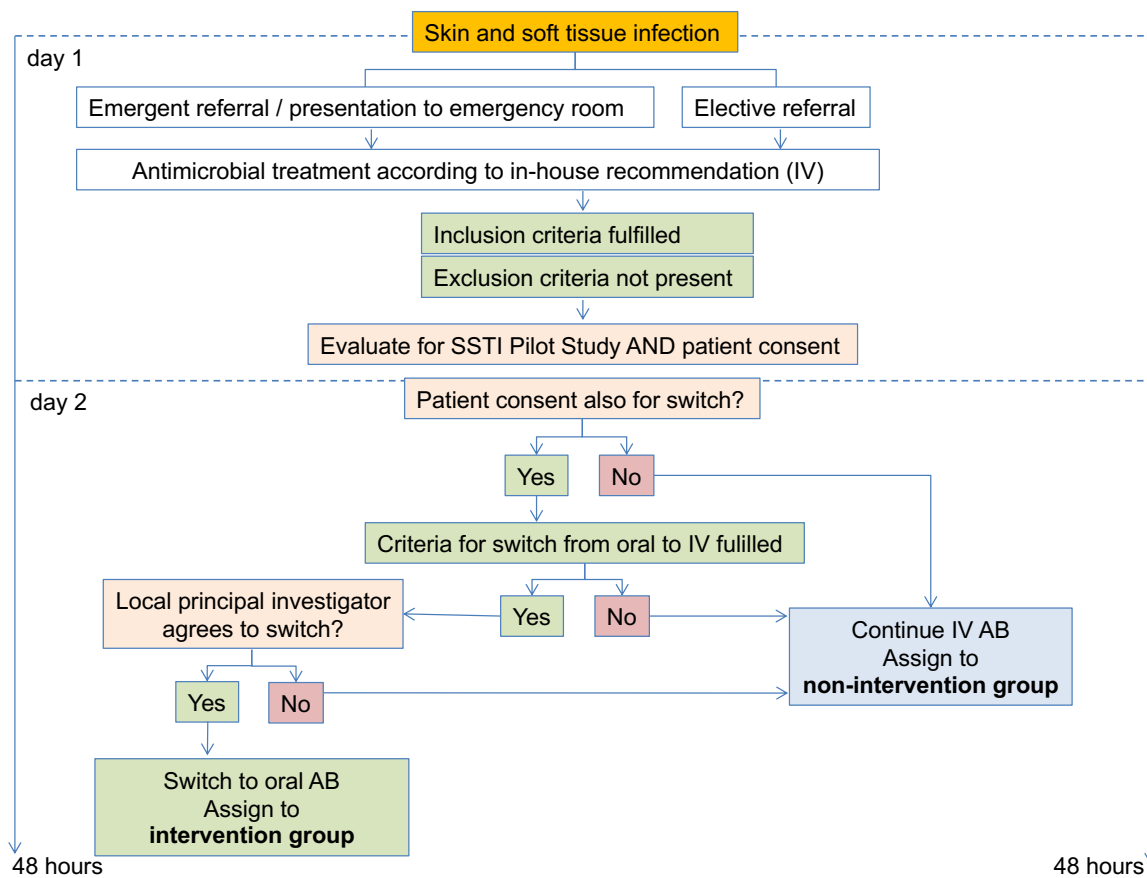 Skin and soft tissue infection
day 1
Emergent referral / presentation to emergency room
Elective referral
Antimicrobial treatment according to in-house recommendation (IV)
Inclusion criteria fulfilled
Exclusion criteria not present
Evaluate for SSTI Pilot Study AND patient consent
day 2
Patient consent also for switch?
Yes
No
Criteria for switch from oral to IV fulilled
Yes
No
Local principal investigator
agrees to switch?
Continue IV AB
Assign to
non-intervention group
Yes
No
Switch to oral AB
Assign to
intervention group
48 hours
48 hours